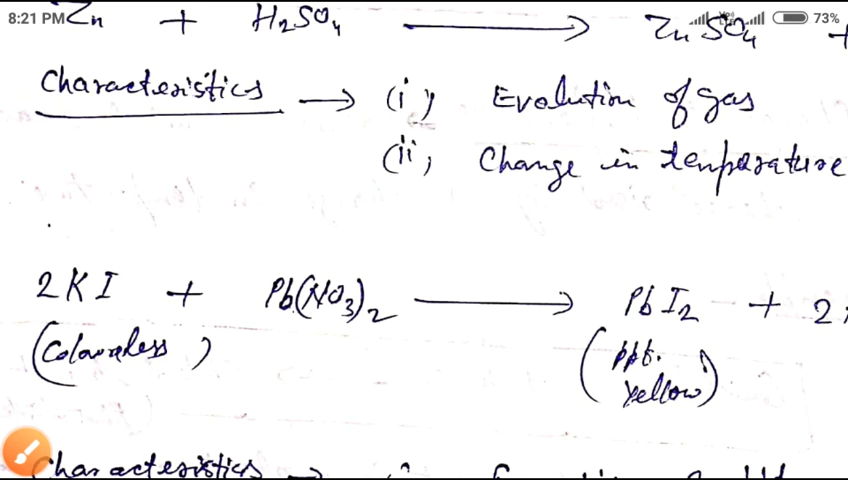 8:21 PM 73%
Zn + H₂SO₄ ⟶ ZnSO₄ +
Characteristics → (i) Evolution of gas
(ii) Change in temperature
2KI + Pb(NO₃)₂ ⟶ PbI₂ + 2
(Colourless) (ppt.
yellow)
Characteristics →